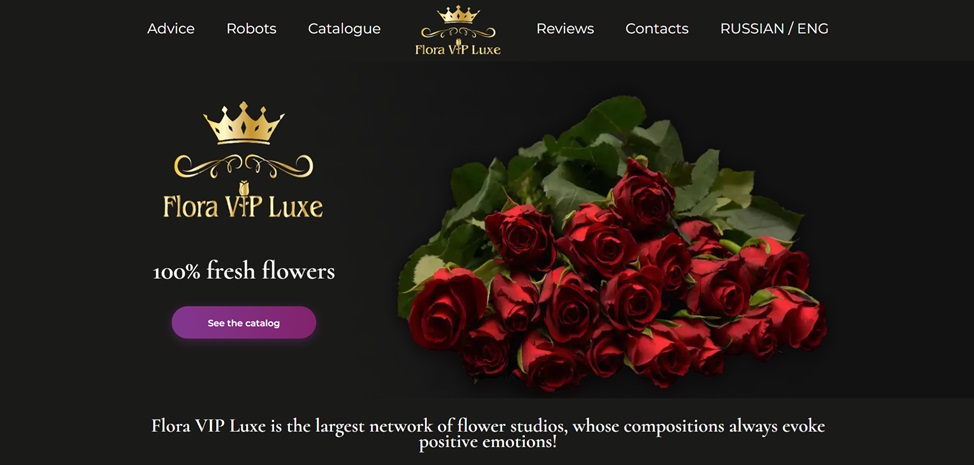 Advice Robots Catalogue Flora VIP Luxe Reviews Contacts RUSSIAN / ENG
Flora VIP Luxe
100% fresh flowers
See the catalog
Flora VIP Luxe is the largest network of flower studios, whose compositions always evoke
positive emotions!